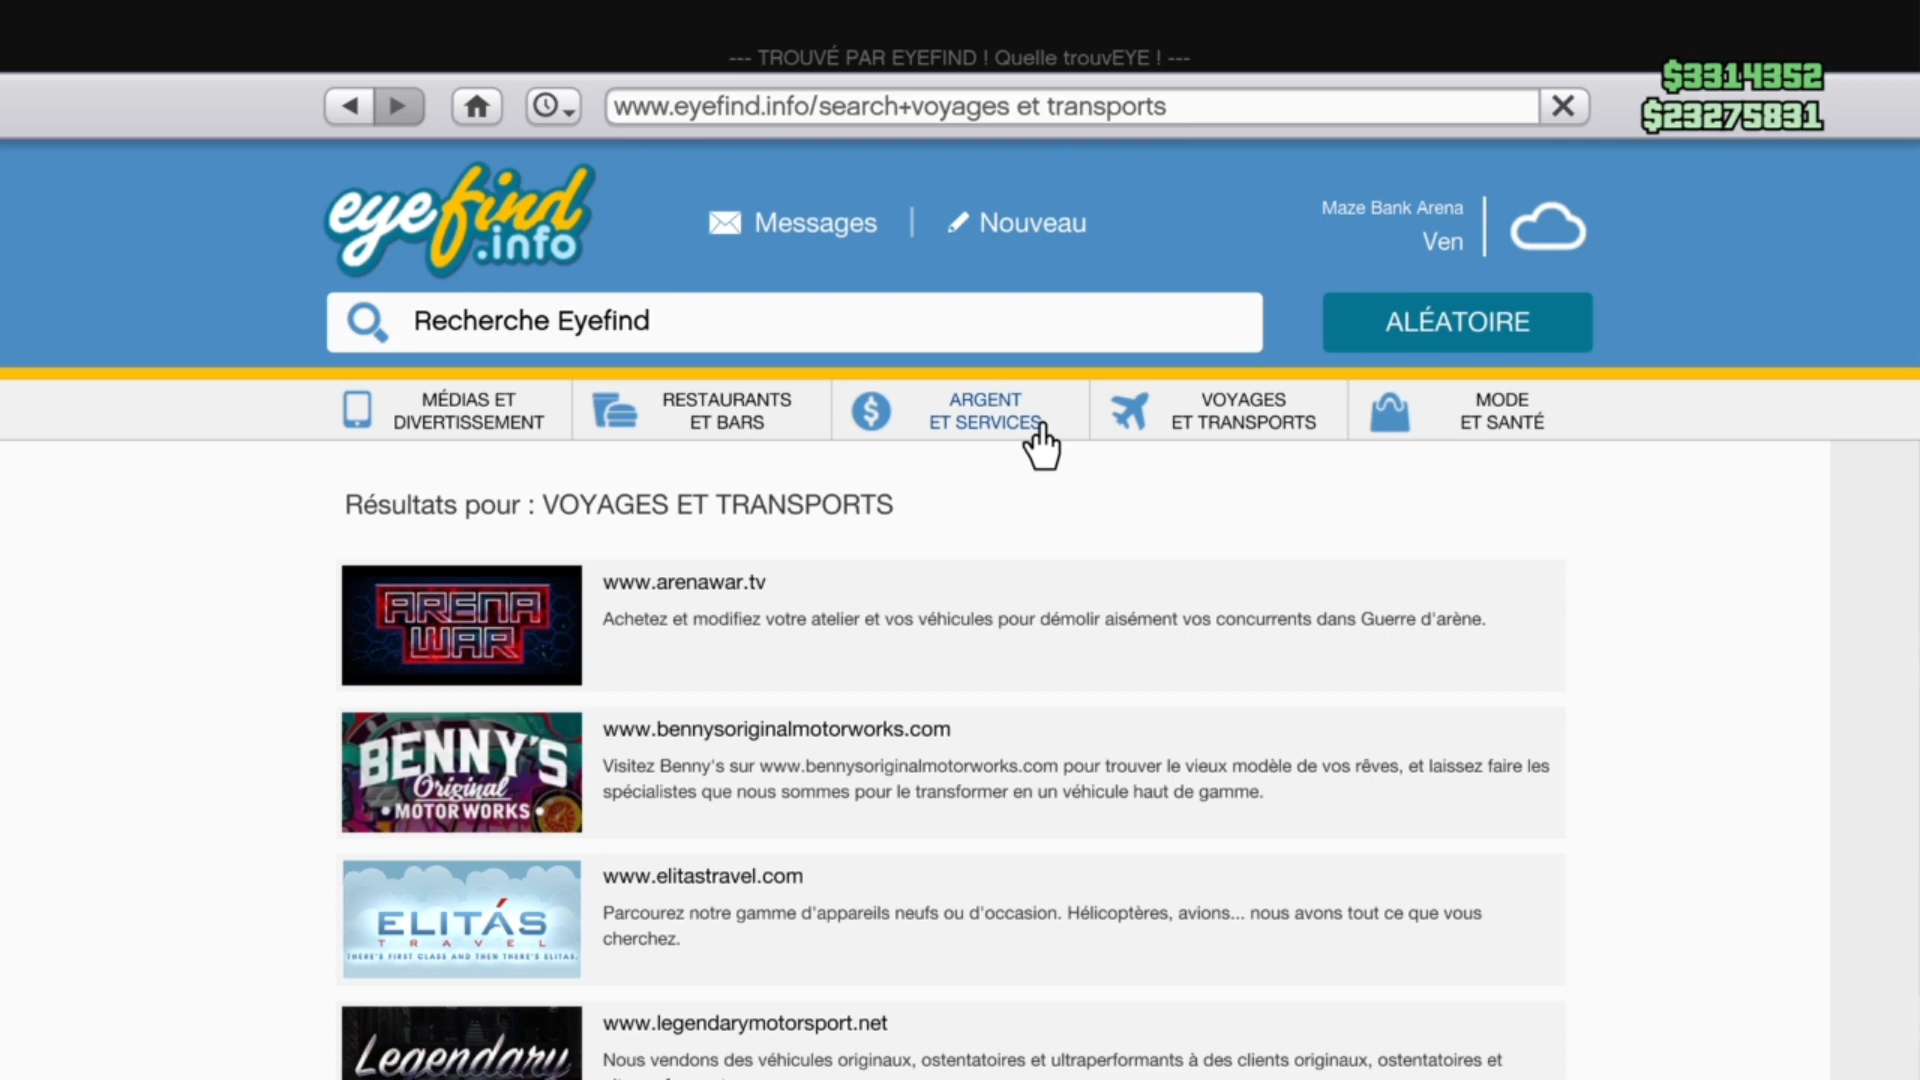 --- TROUVÉ PAR EYEFIND ! Quelle trouvEYE ! ---
$3314352
www.eyefind.info/search+voyages et transports
$23275831
eyefind
.info
Messages
Nouveau
Maze Bank Arena
Ven
Recherche Eyefind
ALÉATOIRE
MÉDIAS ET
DIVERTISSEMENT
RESTAURANTS
ET BARS
ARGENT
ET SERVICES
VOYAGES
ET TRANSPORTS
MODE
ET SANTÉ
Résultats pour : VOYAGES ET TRANSPORTS
ARENA
WAR
www.arenawar.tv
Achetez et modifiez votre atelier et vos véhicules pour démolir aisément vos concurrents dans Guerre d'arène.
BENNY'S
Original
MOTOR WORKS
www.bennysoriginalmotorworks.com
Visitez Benny's sur www.bennysoriginalmotorworks.com pour trouver le vieux modèle de vos rêves, et laissez faire les
spécialistes que nous sommes pour le transformer en un véhicule haut de gamme.
ELITÁS
TRAVEL
THERE'S FIRST CLASS AND THEN THERE'S ELITAS.
www.elitastravel.com
Parcourez notre gamme d'appareils neufs ou d'occasion. Hélicoptères, avions... nous avons tout ce que vous
cherchez.
Legendary
www.legendarymotorsport.net
Nous vendons des véhicules originaux, ostentatoires et ultraperformants à des clients originaux, ostentatoires et